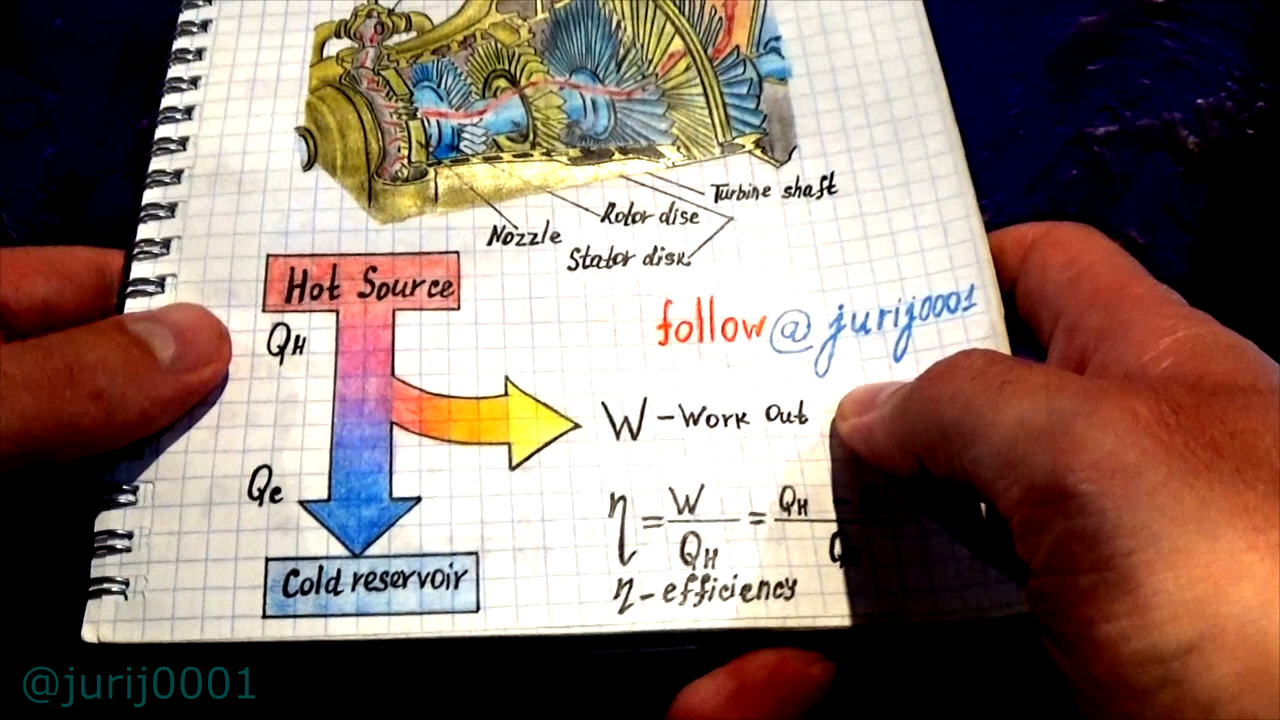 Turbine shaft
Rotor disc
Nozzle
Stator disk
Hot Source
QH
follow@jurij0001
W - Work Out
Qe
η = W/QH = QH
η - efficiency
Cold reservoir
@jurij0001